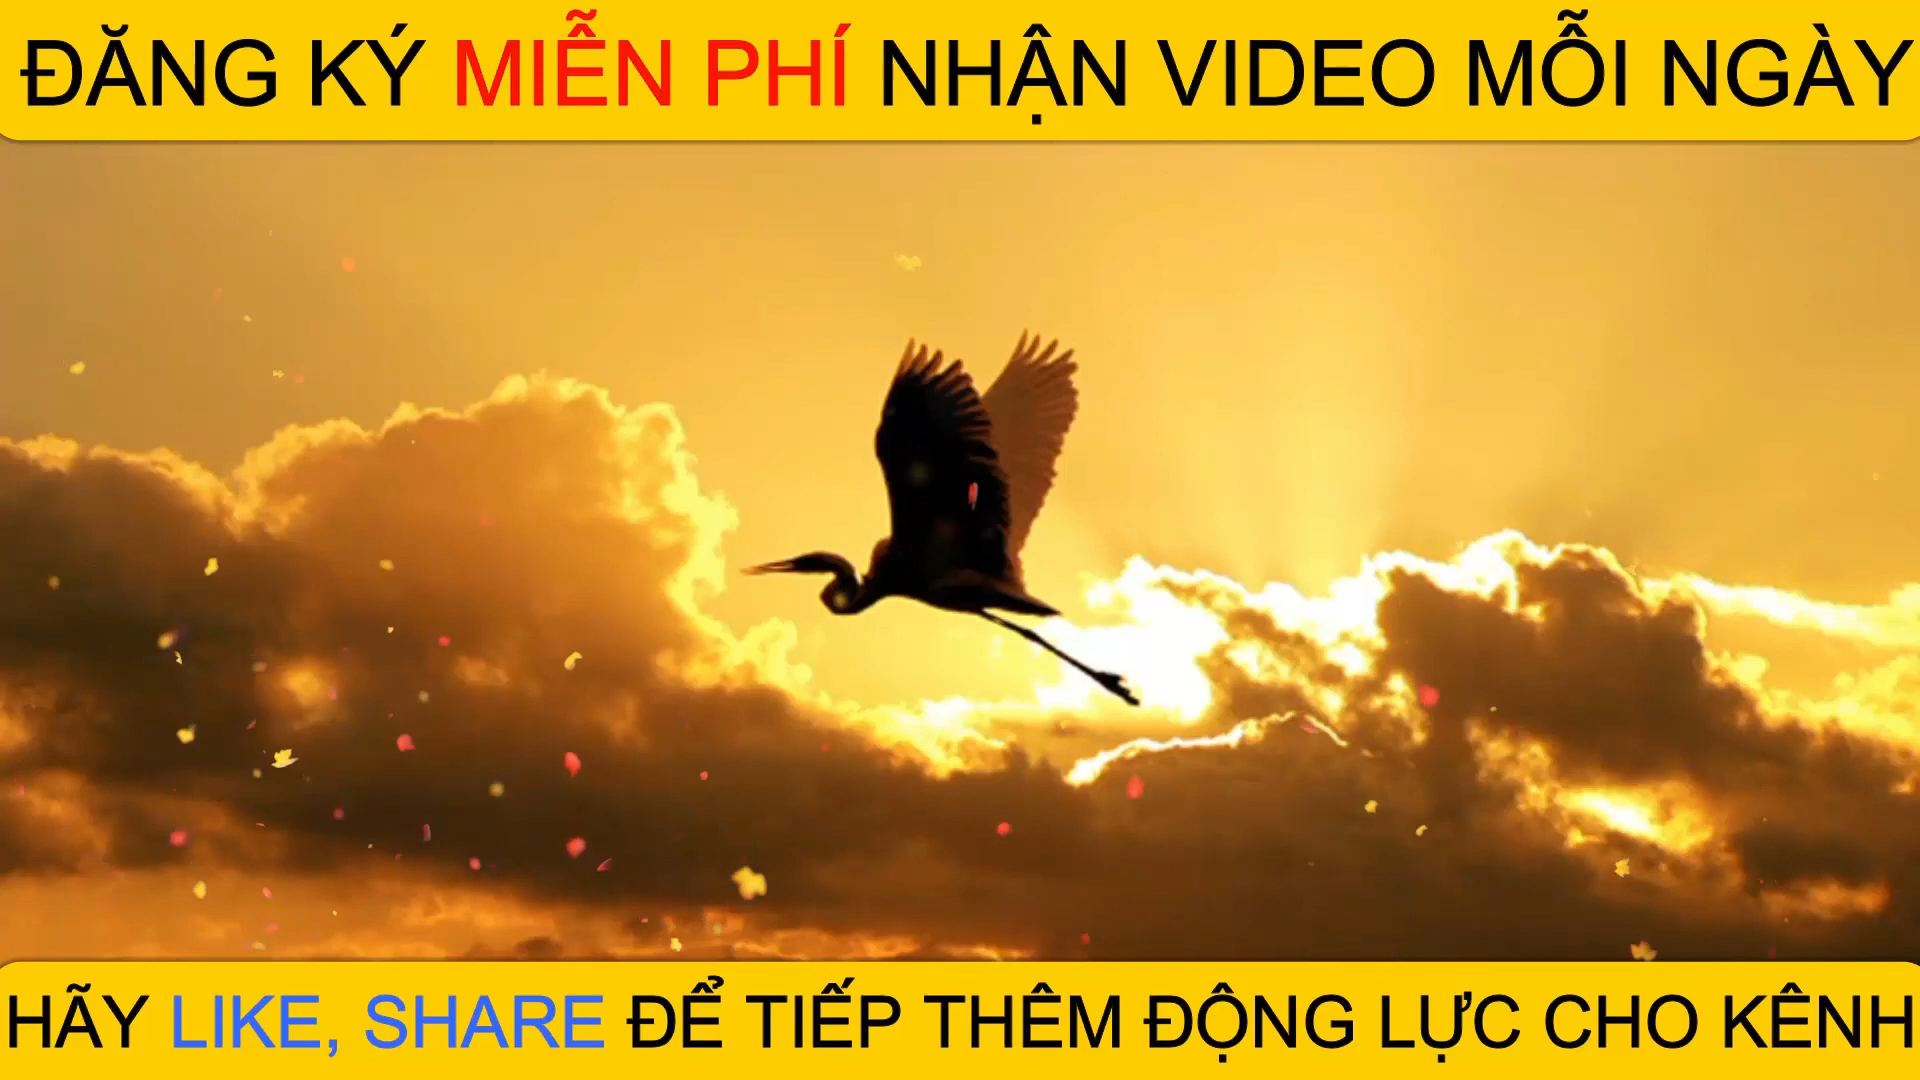 ĐĂNG KÝ MIỄN PHÍ NHẬN VIDEO MỖI NGÀY
HÃY LIKE, SHARE ĐỂ TIẾP THÊM ĐỘNG LỰC CHO KÊNH